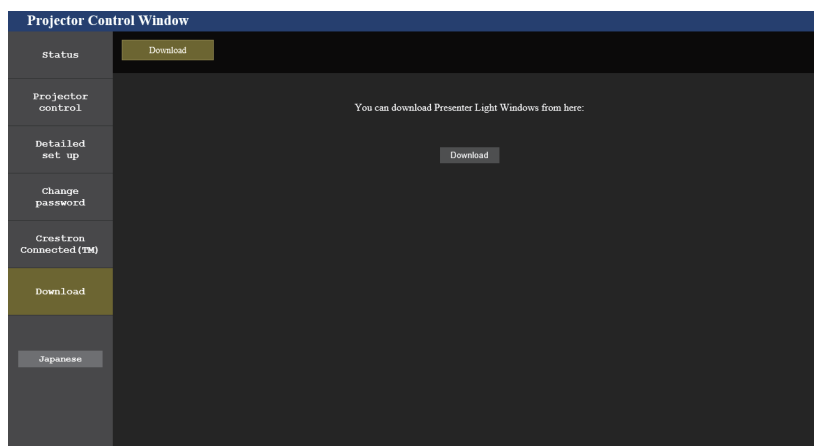 Projector Control Window
Status
Download
Projector
control
You can download Presenter Light Windows from here:
Detailed
set up
Download
Change
password
Crestron
Connected(TM)
Download
Japanese